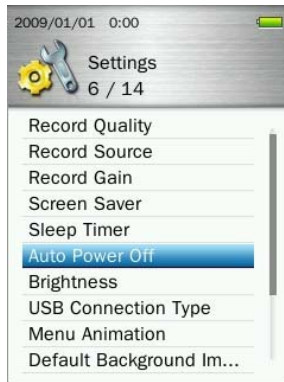 2009/01/01 0:00
Settings
6 / 14
Record Quality
Record Source
Record Gain
Screen Saver
Sleep Timer
Auto Power Off
Brightness
USB Connection Type
Menu Animation
Default Background Im...